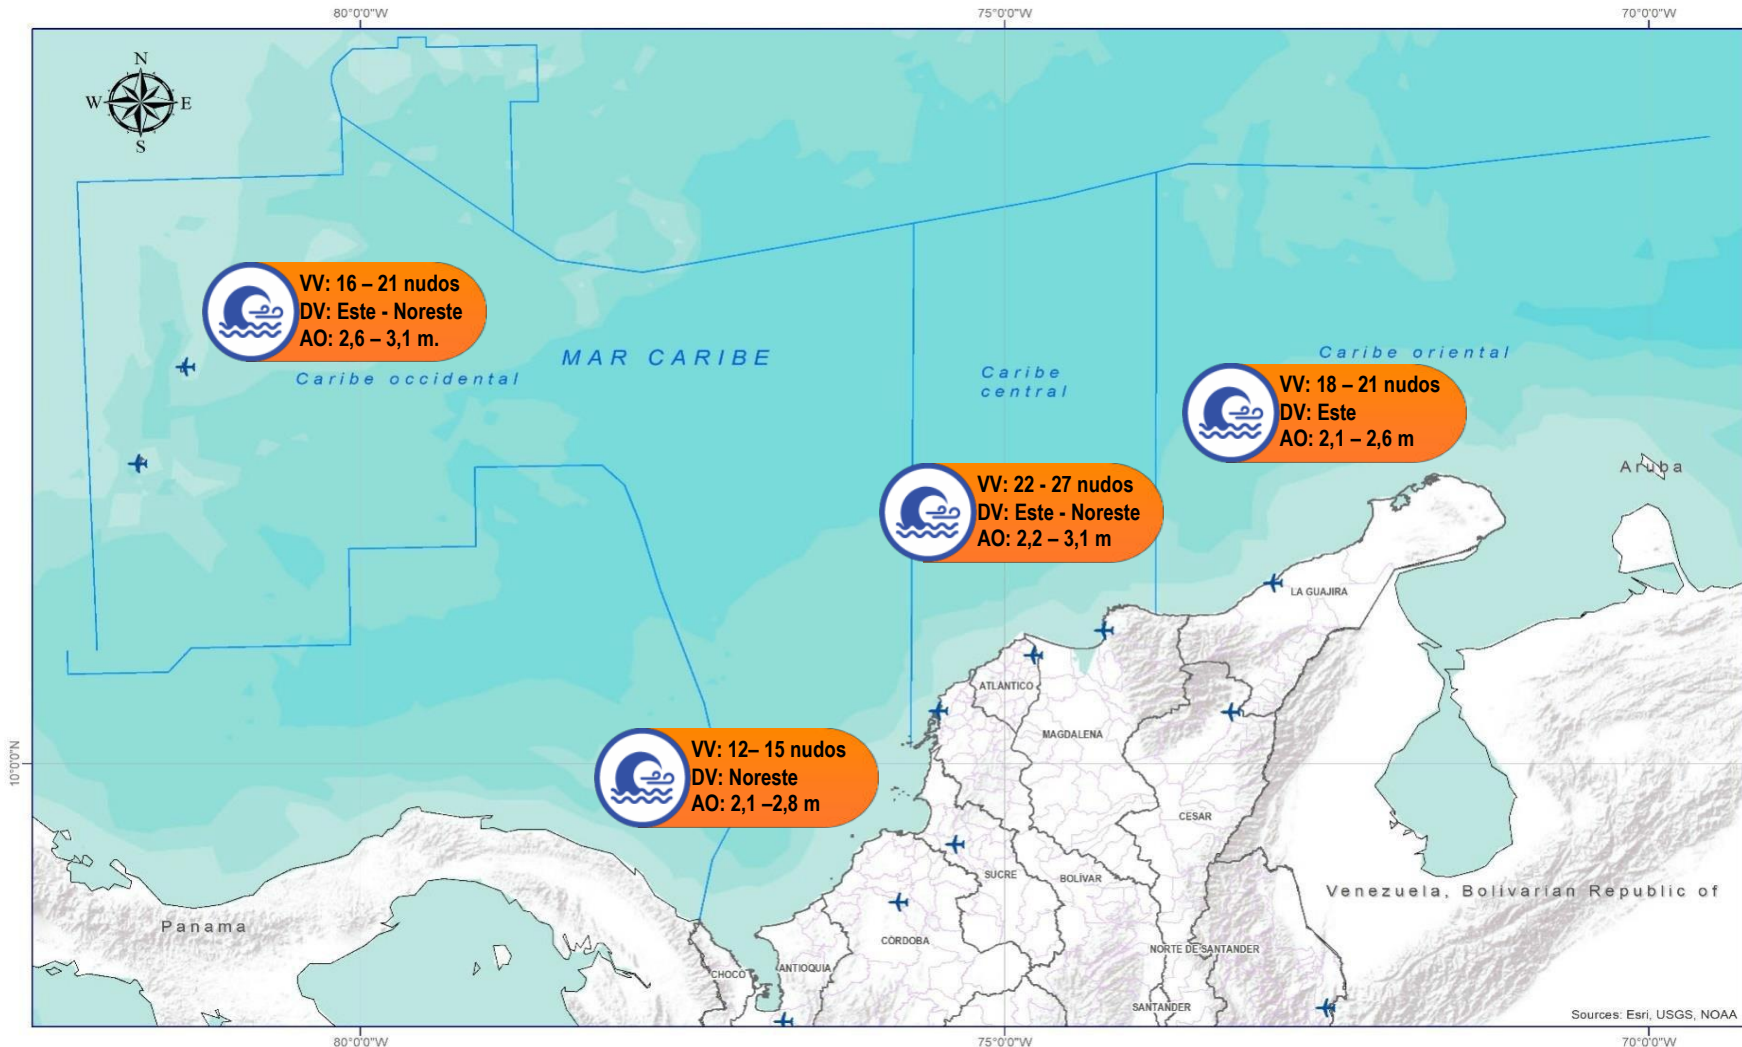 80°0'0"W
75°0'0"W
70°0'0"W
N
W
E
S
VV: 16 – 21 nudos
DV: Este - Noreste
AO: 2,6 – 3,1 m.
MAR CARIBE
Caribe occidental
Caribe
central
Caribe oriental
VV: 18 – 21 nudos
DV: Este
AO: 2,1 – 2,6 m
Aruba
VV: 22 - 27 nudos
DV: Este - Noreste
AO: 2,2 – 3,1 m
LA GUAJIRA
ATLÁNTICO
MAGDALENA
VV: 12– 15 nudos
DV: Noreste
AO: 2,1 –2,8 m
10°0'0"N
CESAR
SUCRE
BOLÍVAR
Venezuela, Bolivarian Republic of
Panama
CÓRDOBA
NORTE DE SANTANDER
CHOCO
ANTIOQUIA
SANTANDER
Sources: Esri, USGS, NOAA
80°0'0"W
75°0'0"W
70°0'0"W